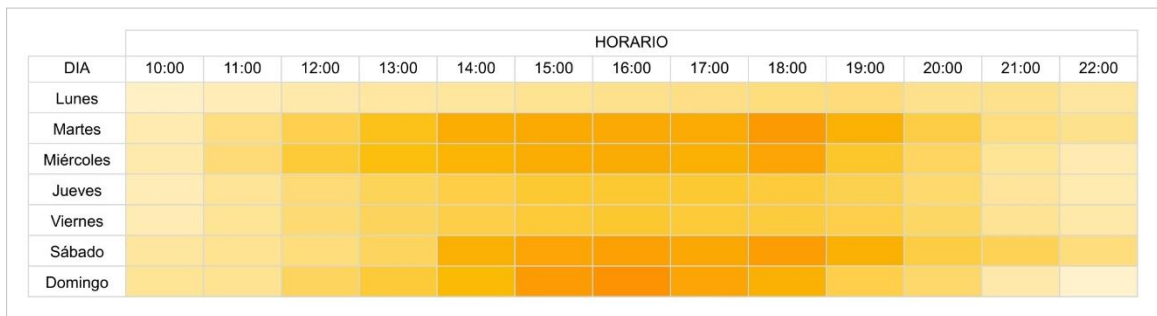 HORARIO
DIA 10:00 11:00 12:00 13:00 14:00 15:00 16:00 17:00 18:00 19:00 20:00 21:00 22:00
Lunes
Martes
Miércoles
Jueves
Viernes
Sábado
Domingo